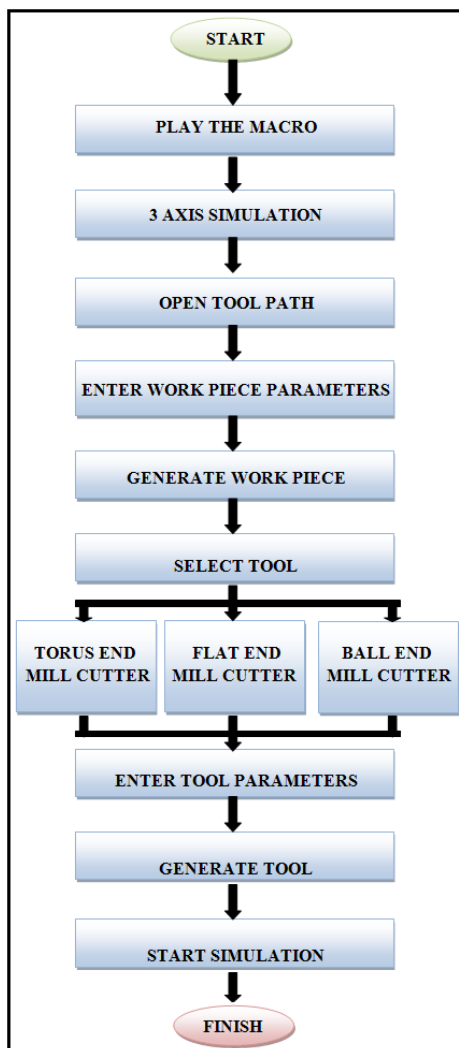 START
PLAY THE MACRO
3 AXIS SIMULATION
OPEN TOOL PATH
ENTER WORK PIECE PARAMETERS
GENERATE WORK PIECE
SELECT TOOL
TORUS END
MILL CUTTER
FLAT END
MILL CUTTER
BALL END
MILL CUTTER
ENTER TOOL PARAMETERS
GENERATE TOOL
START SIMULATION
FINISH